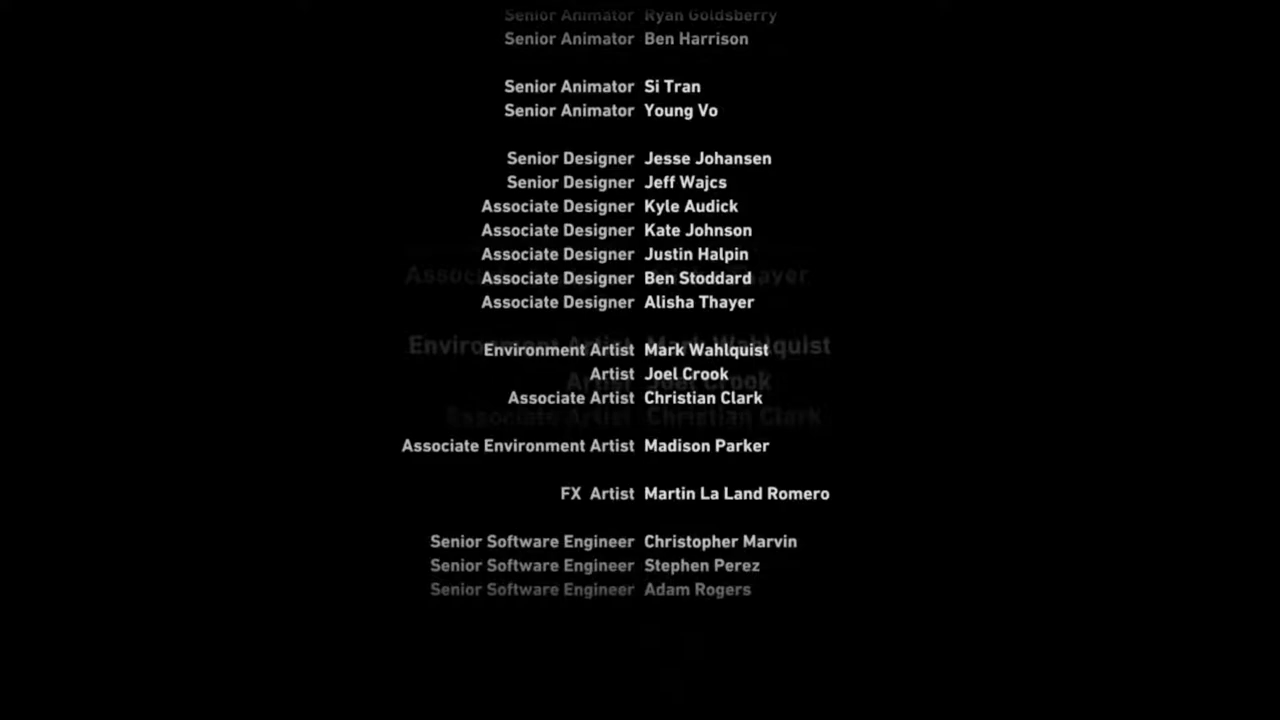 Senior Animator Ryan Goldsberry
Senior Animator Ben Harrison
Senior Animator Si Tran
Senior Animator Young Vo
Senior Designer Jesse Johansen
Senior Designer Jeff Wajcs
Associate Designer Kyle Audick
Associate Designer Kate Johnson
Associate Designer Justin Halpin
Associate Designer Ben Stoddard
Associate Designer Alisha Thayer
Environment Artist Mark Wahlquist
Artist Joel Crook
Associate Artist Christian Clark
Associate Environment Artist Madison Parker
FX Artist Martin La Land Romero
Senior Software Engineer Christopher Marvin
Senior Software Engineer Stephen Perez
Senior Software Engineer Adam Rogers